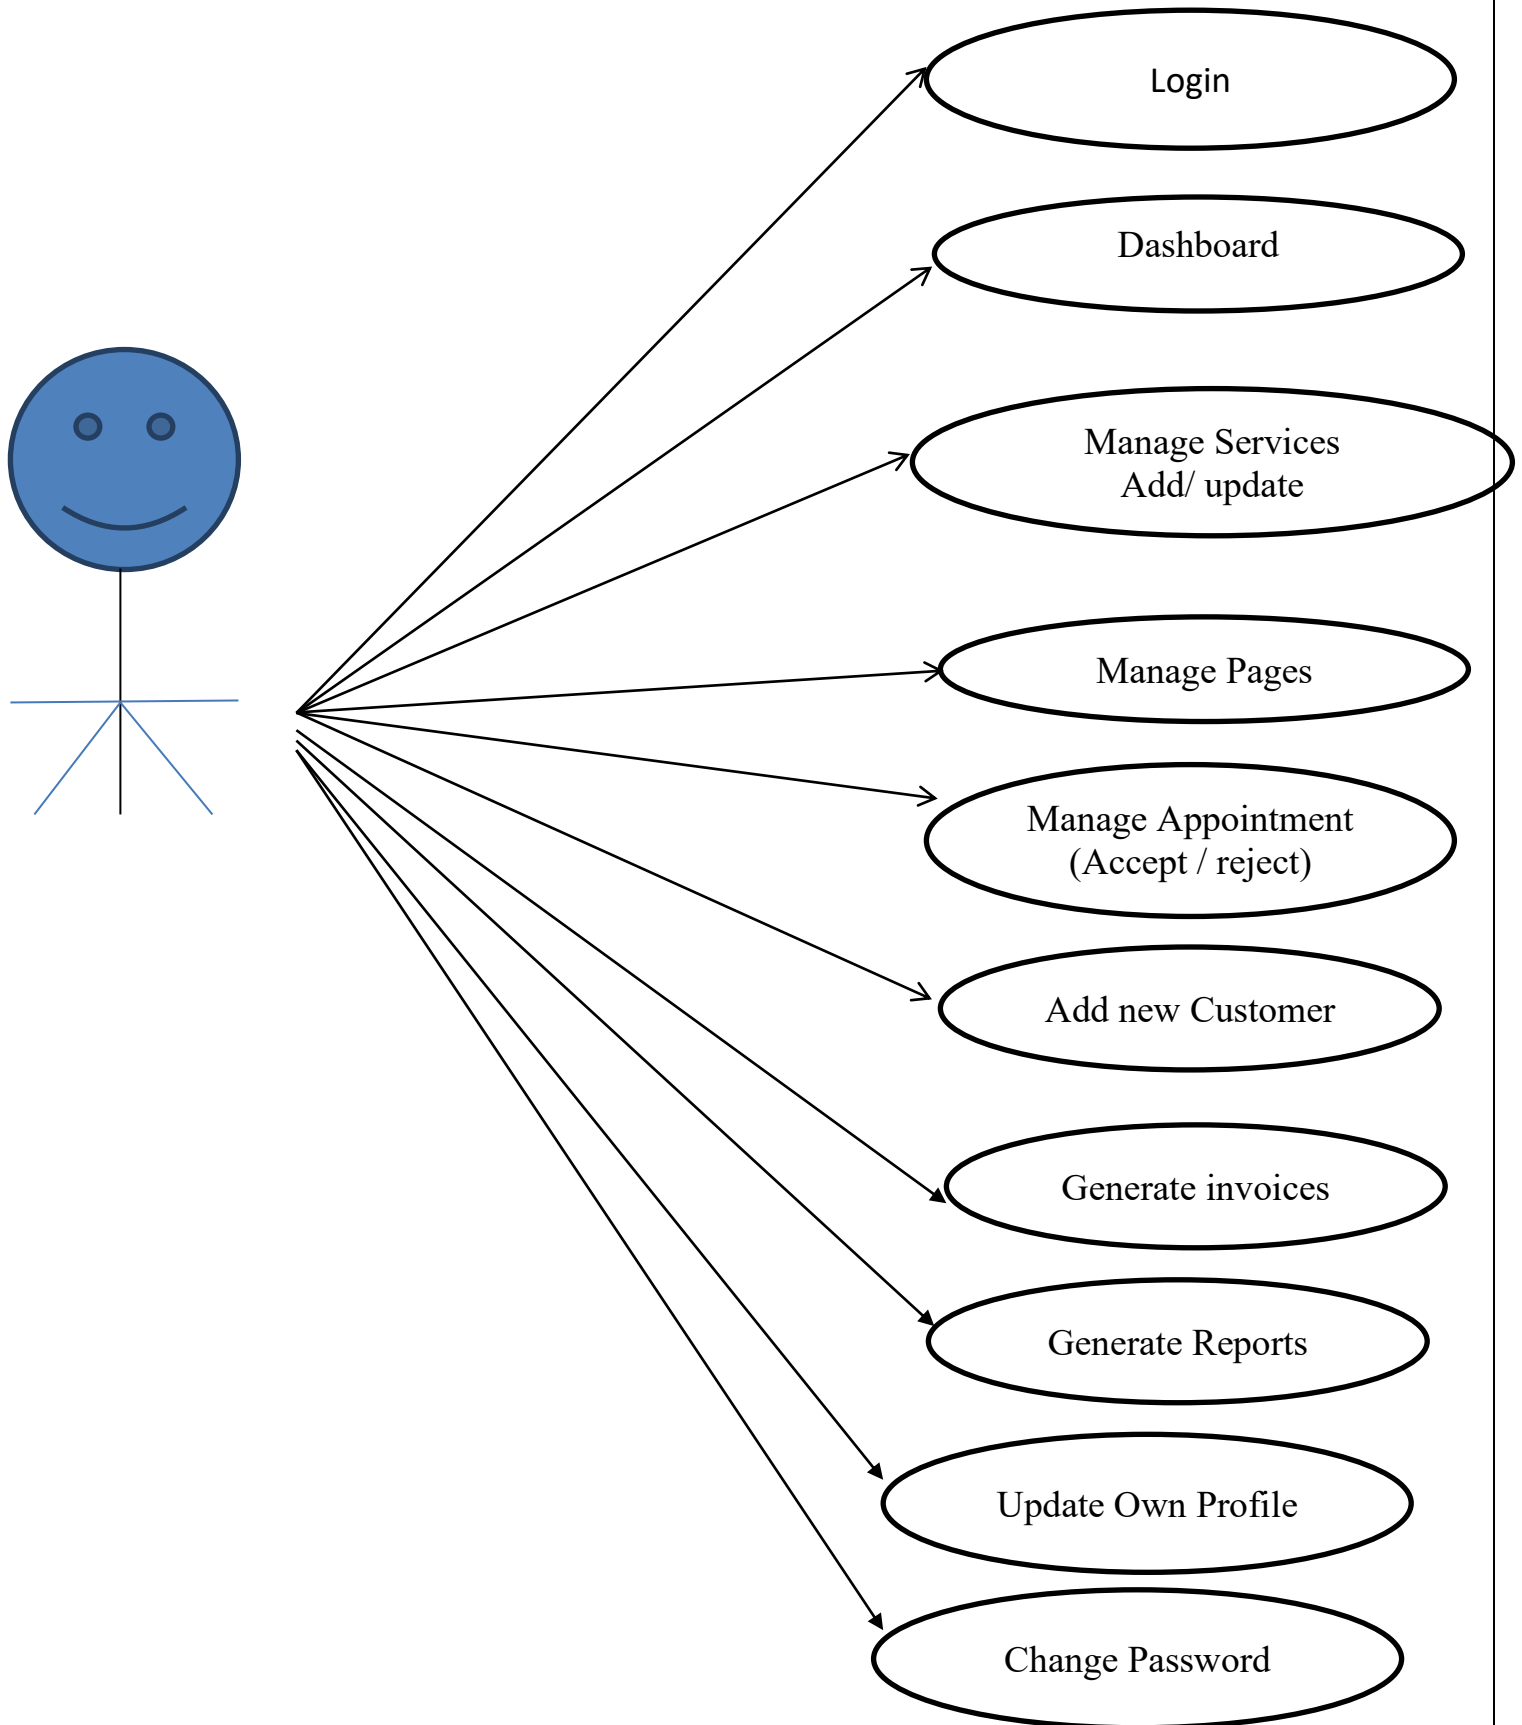 Login
Dashboard
Manage Services
Add/ update
Manage Pages
Manage Appointment
(Accept / reject)
Add new Customer
Generate invoices
Generate Reports
Update Own Profile
Change Password